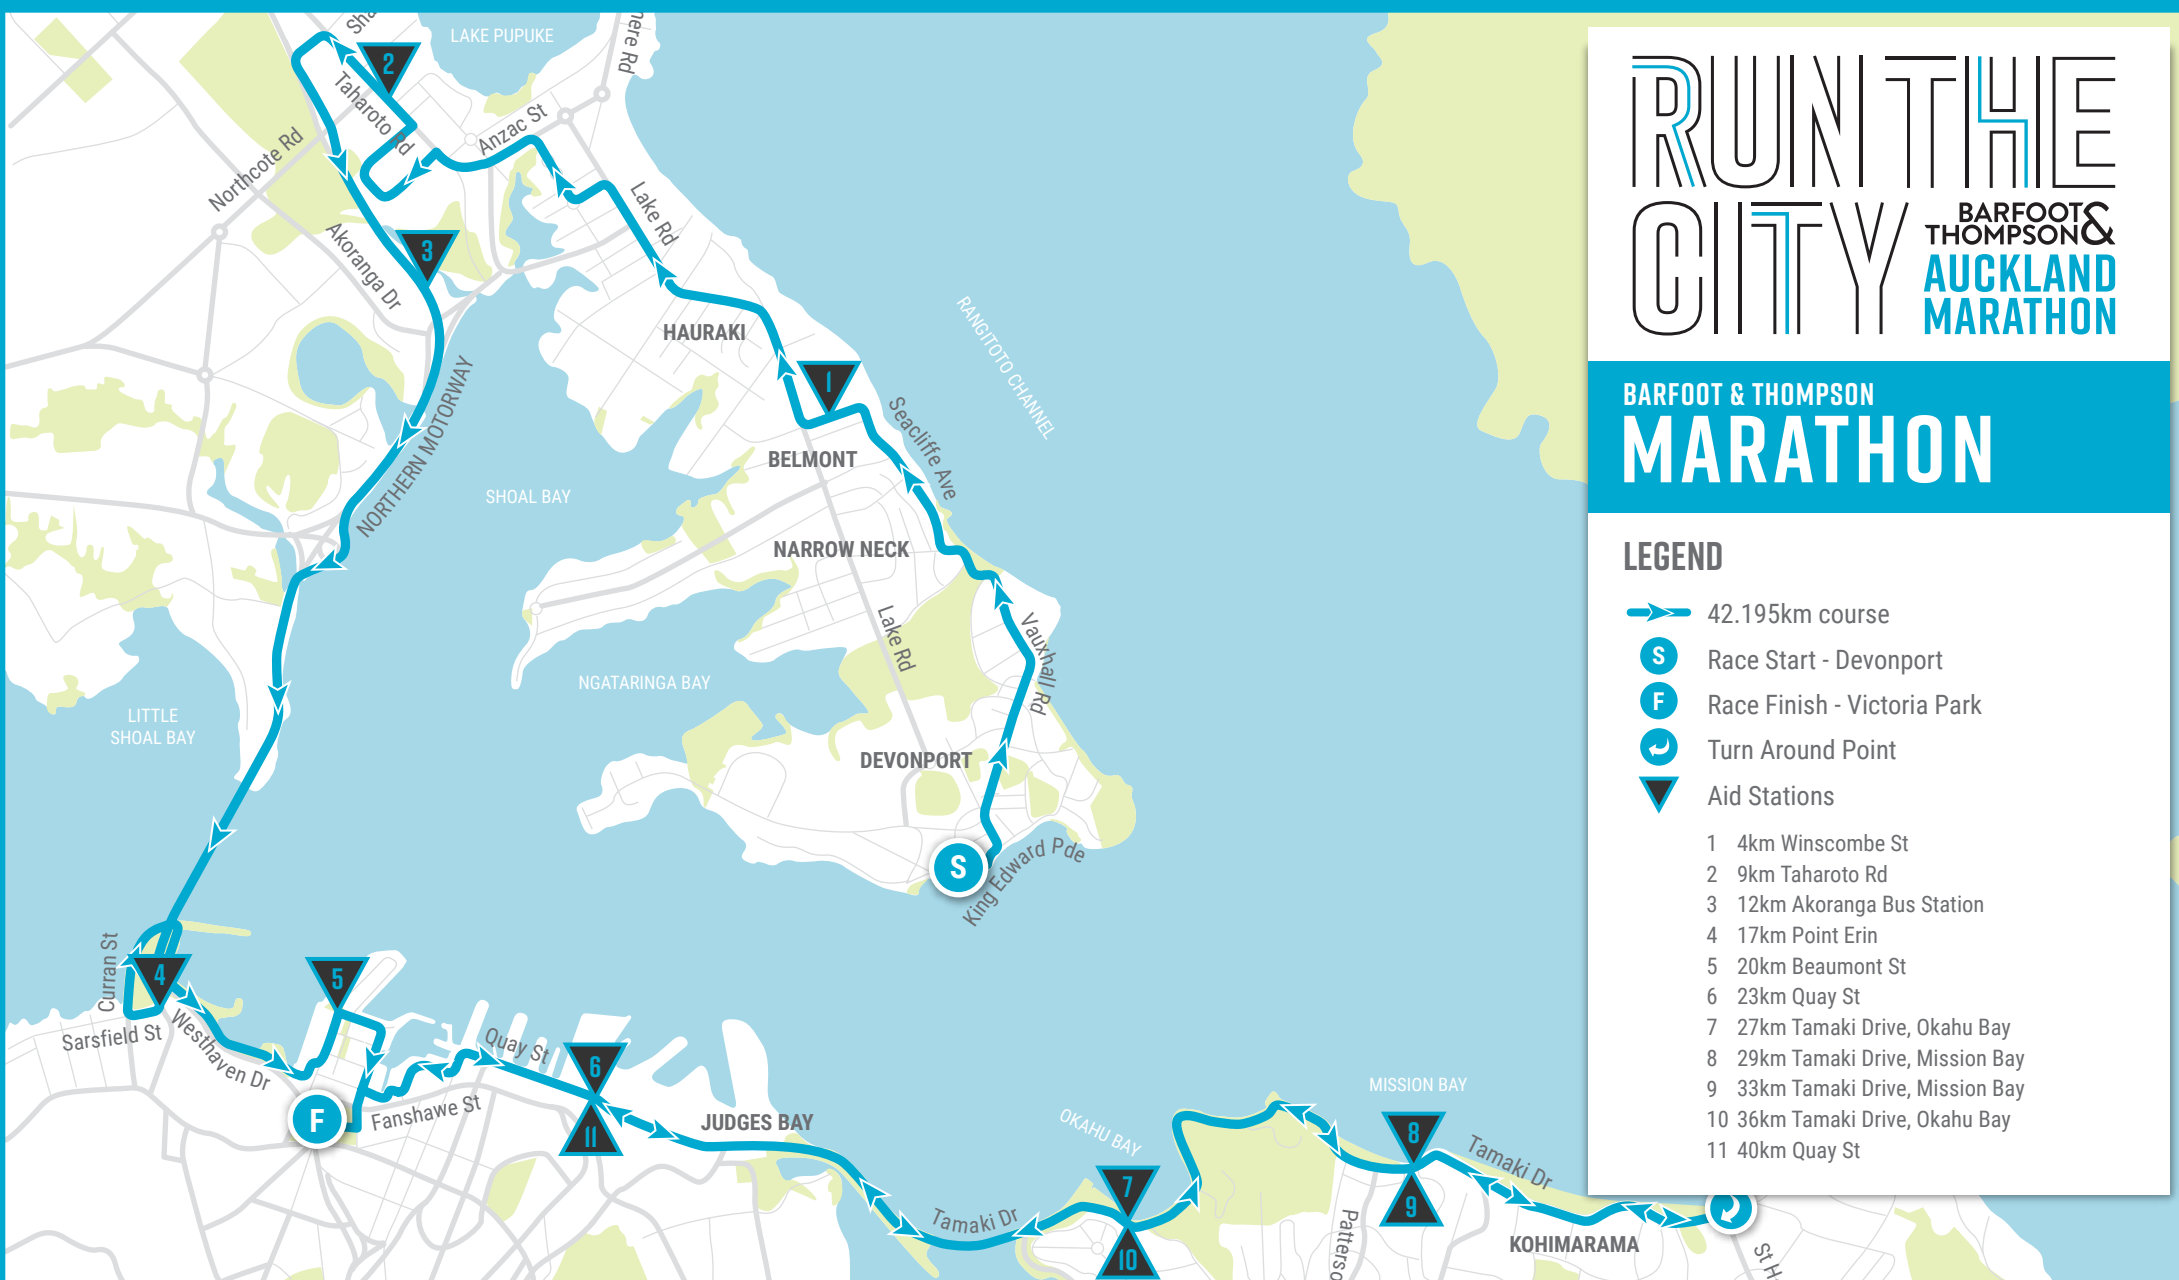 LAKE PUPUKE
2
Taharoto Rd
Anzac St
Northcote Rd
Lake Rd
Akoranga Dr
3
HAURAKI
RANGITOTO CHANNEL
1
NORTHERN MOTORWAY
Seacliffe Ave
BELMONT
SHOAL BAY
NARROW NECK
Lake Rd
Vauxhall Rd
NGATARINGA BAY
LITTLE
SHOAL BAY
DEVONPORT
S
King Edward Pde
Curran St
4
5
Sarsfield St
Westhaven Dr
Quay St
6
F
Fanshawe St
11
JUDGES BAY
OKAHU BAY
MISSION BAY
8
Tamaki Dr
7
9
Tamaki Dr
10
KOHIMARAMA
RUN THE
CITY
BARFOOT &
THOMPSON
AUCKLAND
MARATHON
BARFOOT & THOMPSON
MARATHON
LEGEND
42.195km course
S Race Start - Devonport
F Race Finish - Victoria Park
Turn Around Point
Aid Stations
1 4km Winscombe St
2 9km Taharoto Rd
3 12km Akoranga Bus Station
4 17km Point Erin
5 20km Beaumont St
6 23km Quay St
7 27km Tamaki Drive, Okahu Bay
8 29km Tamaki Drive, Mission Bay
9 33km Tamaki Drive, Mission Bay
10 36km Tamaki Drive, Okahu Bay
11 40km Quay St